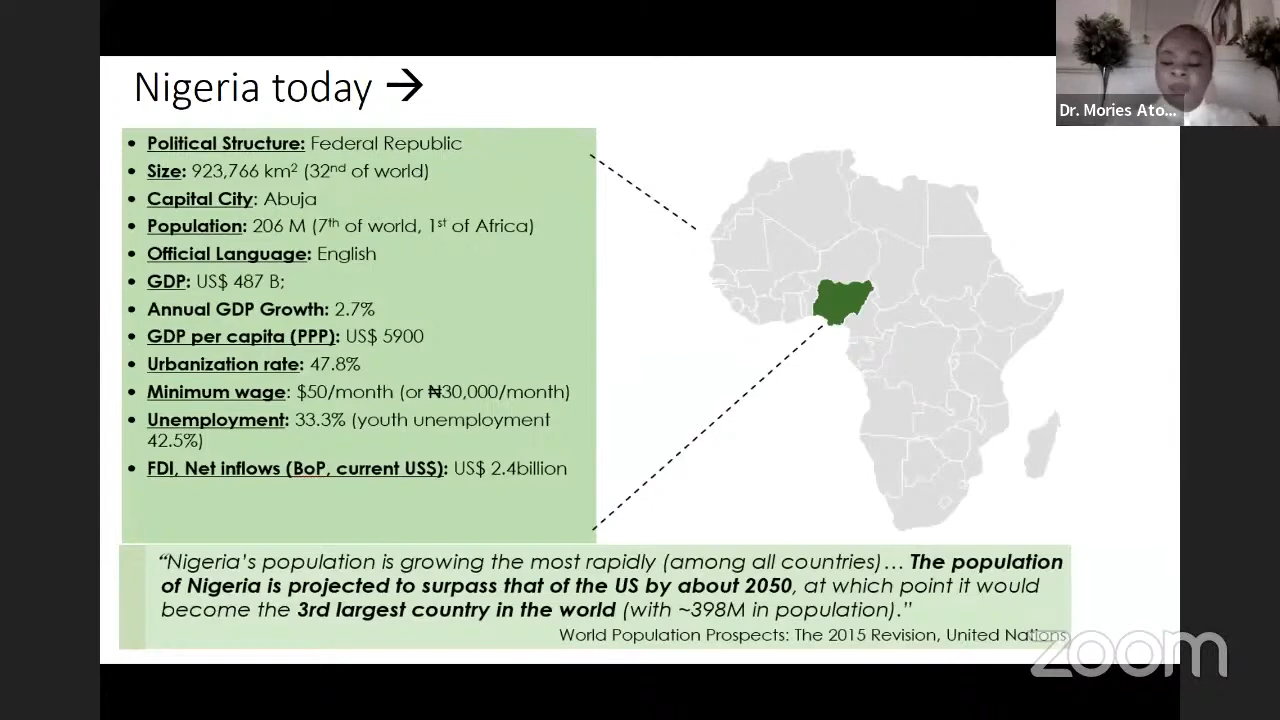 Nigeria today →
Dr. Mories Ato...
• Political Structure: Federal Republic
• Size: 923,766 km² (32nd of world)
• Capital City: Abuja
• Population: 206 M (7th of world, 1st of Africa)
• Official Language: English
• GDP: US$ 487 B;
• Annual GDP Growth: 2.7%
• GDP per capita (PPP): US$ 5900
• Urbanization rate: 47.8%
• Minimum wage: $50/month (or ₦30,000/month)
• Unemployment: 33.3% (youth unemployment
42.5%)
• FDI, Net inflows (BoP, current US$): US$ 2.4billion
“Nigeria’s population is growing the most rapidly (among all countries)… The population
of Nigeria is projected to surpass that of the US by about 2050, at which point it would
become the 3rd largest country in the world (with ~398M in population).”
World Population Prospects: The 2015 Revision, United Nations
zoom